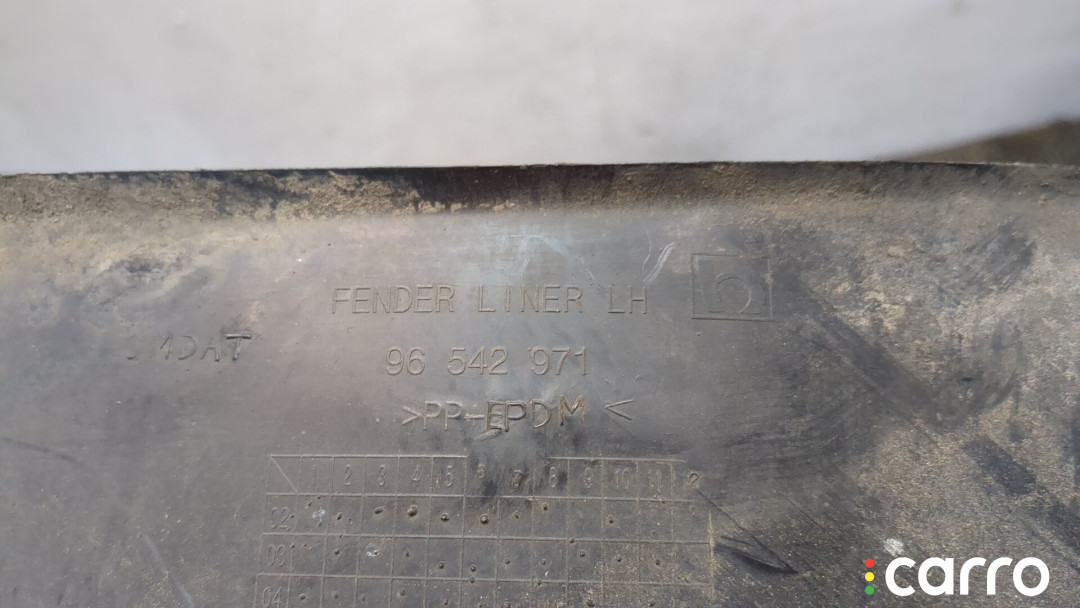 FENDER LINER LH
GMDAT
96 542 971
>PP-EPDM<
1 2 3 4 5 6 7 8 9 10 11 12
02
03
04
carro